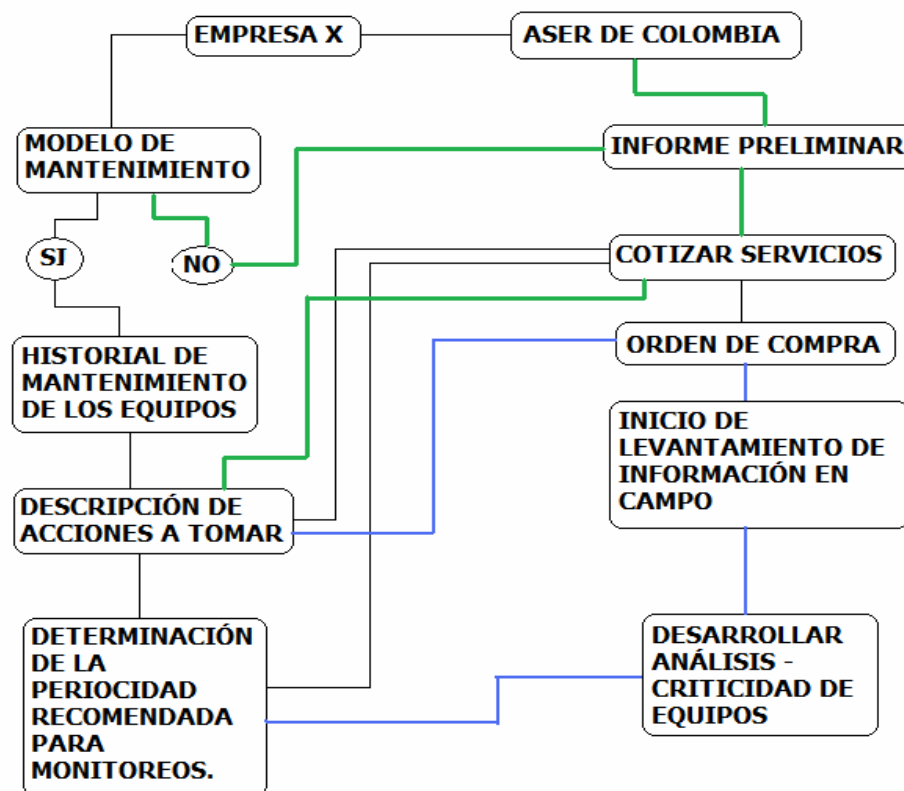 EMPRESA X
ASER DE COLOMBIA
MODELO DE
MANTENIMIENTO
INFORME PRELIMINAR
SI
NO
COTIZAR SERVICIOS
HISTORIAL DE
MANTENIMIENTO
DE LOS EQUIPOS
ORDEN DE COMPRA
INICIO DE
LEVANTAMIENTO DE
INFORMACIÓN EN
CAMPO
DESCRIPCIÓN DE
ACCIONES A TOMAR
DETERMINACIÓN
DE LA
PERIOCIDAD
RECOMENDADA
PARA
MONITOREOS.
DESARROLLAR
ANÁLISIS -
CRITICIDAD DE
EQUIPOS